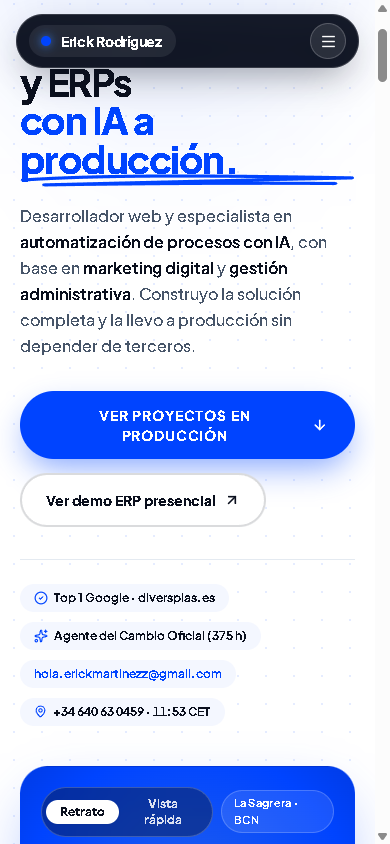 Erick Rodríguez
y ERPs
con IA a
producción.
Desarrollador web y especialista en
automatización de procesos con IA, con
base en marketing digital y gestión
administrativa. Construyo la solución
completa y la llevo a producción sin
depender de terceros.
VER PROYECTOS EN
PRODUCCIÓN
Ver demo ERP presencial
Top 1 Google · diversplas.es
Agente del Cambio Oficial (375 h)
hola.erickmartinezz@gmail.com
+34 640 63 0459 · 11:53 CET
Retrato
Vista
rápida
La Sagrera ·
BCN